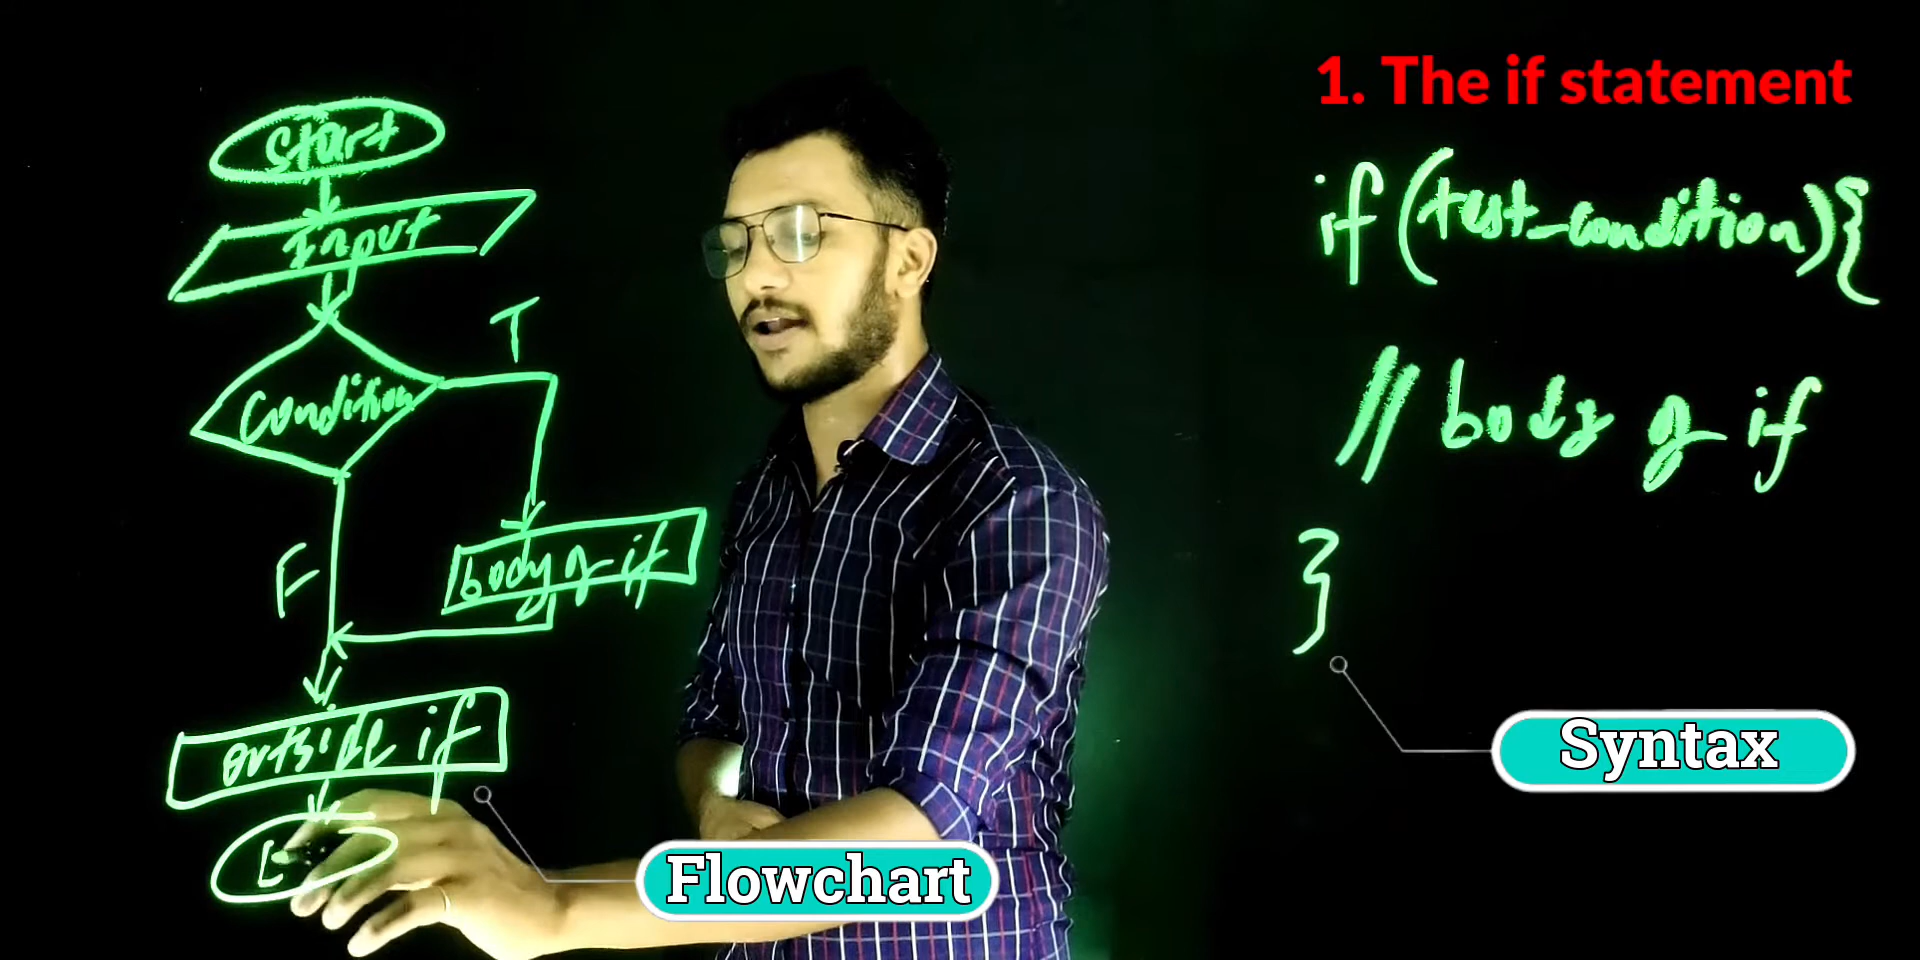 1. The if statement
start
Input
condition
T
F
body of if
outside if
if (test_condition){
// body of if
}
Syntax
Flowchart